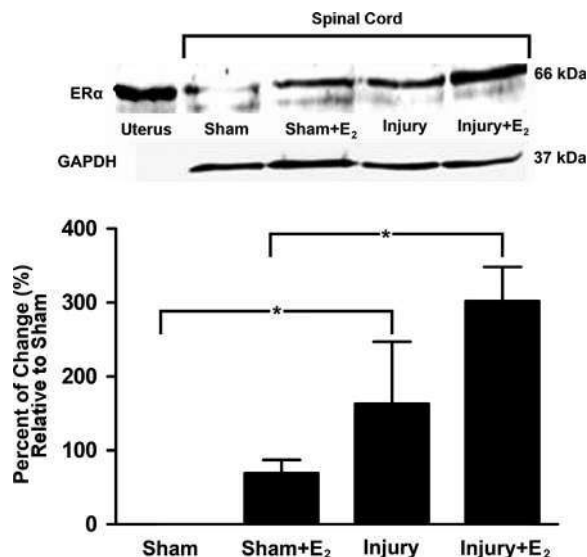 Spinal Cord
ERα
66 kDa
Uterus Sham Sham+E₂ Injury Injury+E₂
GAPDH
37 kDa
Percent of Change (%)
Relative to Sham
400
300
200
100
0
*
*
Sham Sham+E₂ Injury Injury+E₂